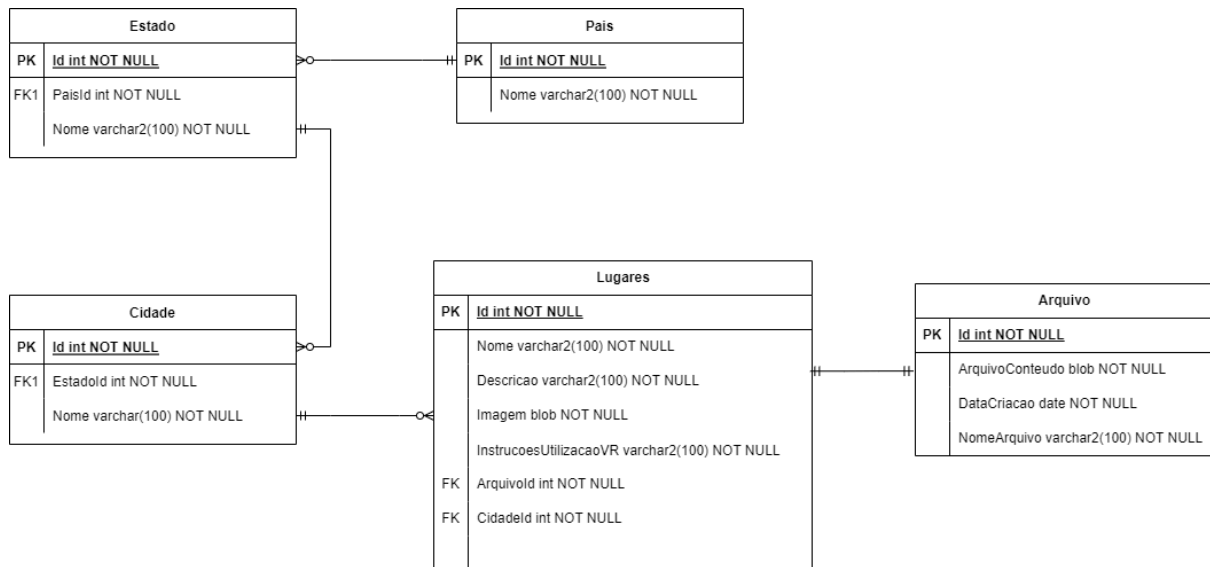 Estado
PK Id int NOT NULL
FK1 PaisId int NOT NULL
Nome varchar2(100) NOT NULL
Pais
PK Id int NOT NULL
Nome varchar2(100) NOT NULL
Cidade
PK Id int NOT NULL
FK1 EstadoId int NOT NULL
Nome varchar(100) NOT NULL
Lugares
PK Id int NOT NULL
Nome varchar2(100) NOT NULL
Descricao varchar2(100) NOT NULL
Imagem blob NOT NULL
InstrucoesUtilizacaoVR varchar2(100) NOT NULL
FK ArquivoId int NOT NULL
FK CidadeId int NOT NULL
Arquivo
PK Id int NOT NULL
ArquivoConteudo blob NOT NULL
DataCriacao date NOT NULL
NomeArquivo varchar2(100) NOT NULL